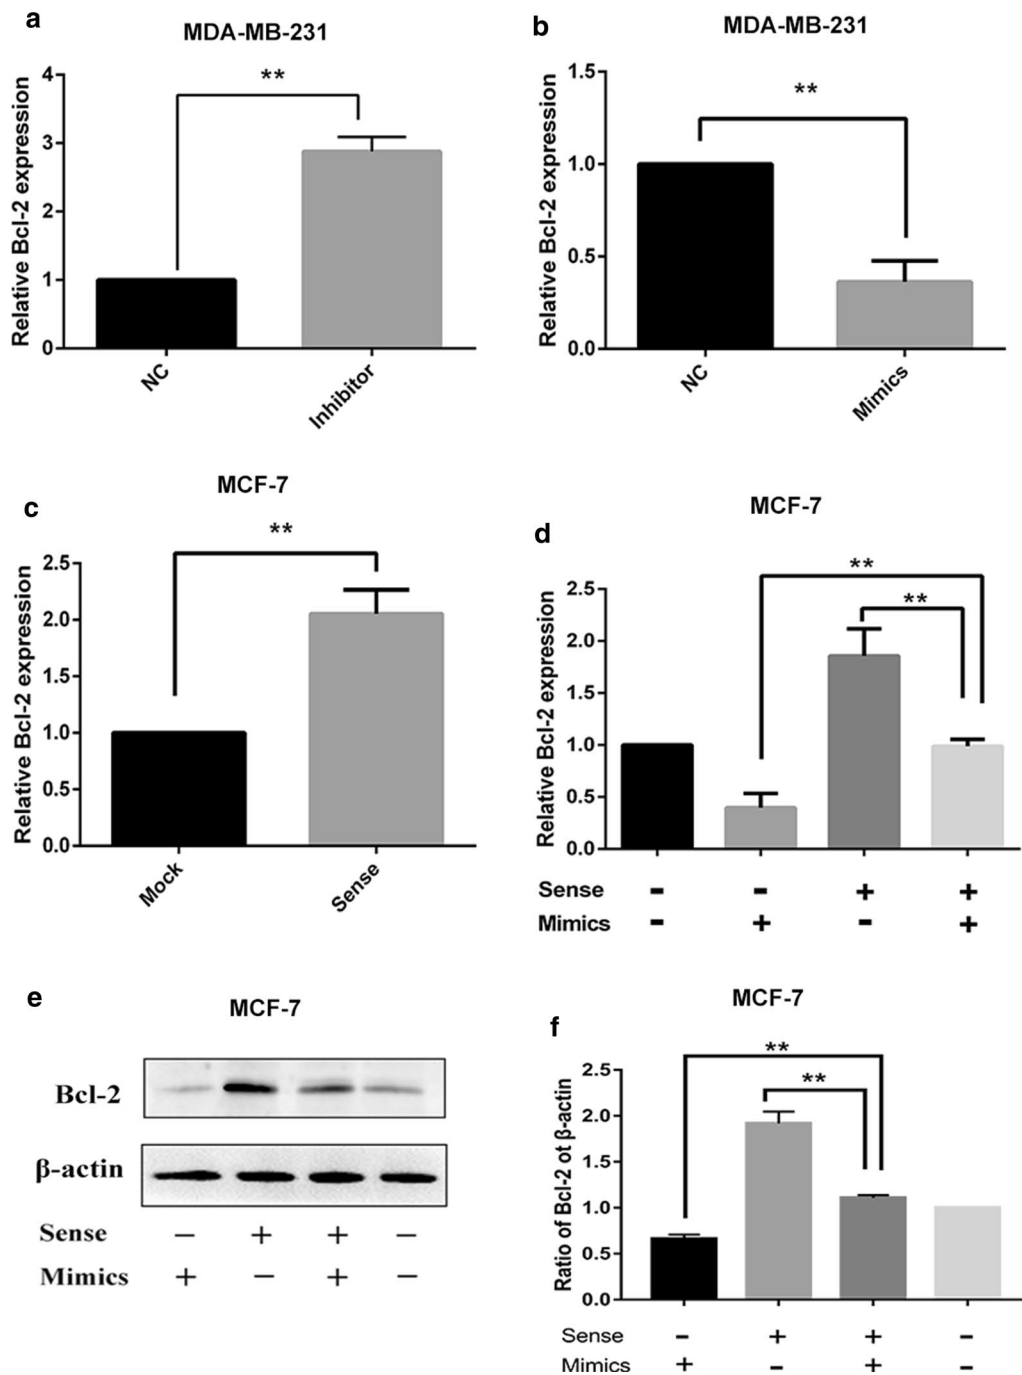 a
MDA-MB-231
Relative Bcl-2 expression
4
3
2
1
0
**
NC
Inhibitor
b
MDA-MB-231
Relative Bcl-2 expression
1.5
1.0
0.5
0.0
**
NC
Mimics
c
MCF-7
Relative Bcl-2 expression
2.5
2.0
1.5
1.0
0.5
0.0
**
Mock
Sense
d
MCF-7
Relative Bcl-2 expression
2.5
2.0
1.5
1.0
0.5
0.0
**
**
Sense - - + +
Mimics - + - +
e
MCF-7
Bcl-2
β-actin
Sense − + + −
Mimics + − + −
f
MCF-7
Ratio of Bcl-2 ot β-actin
2.5
2.0
1.5
1.0
0.5
0.0
**
**
Sense - + + -
Mimics + - + -